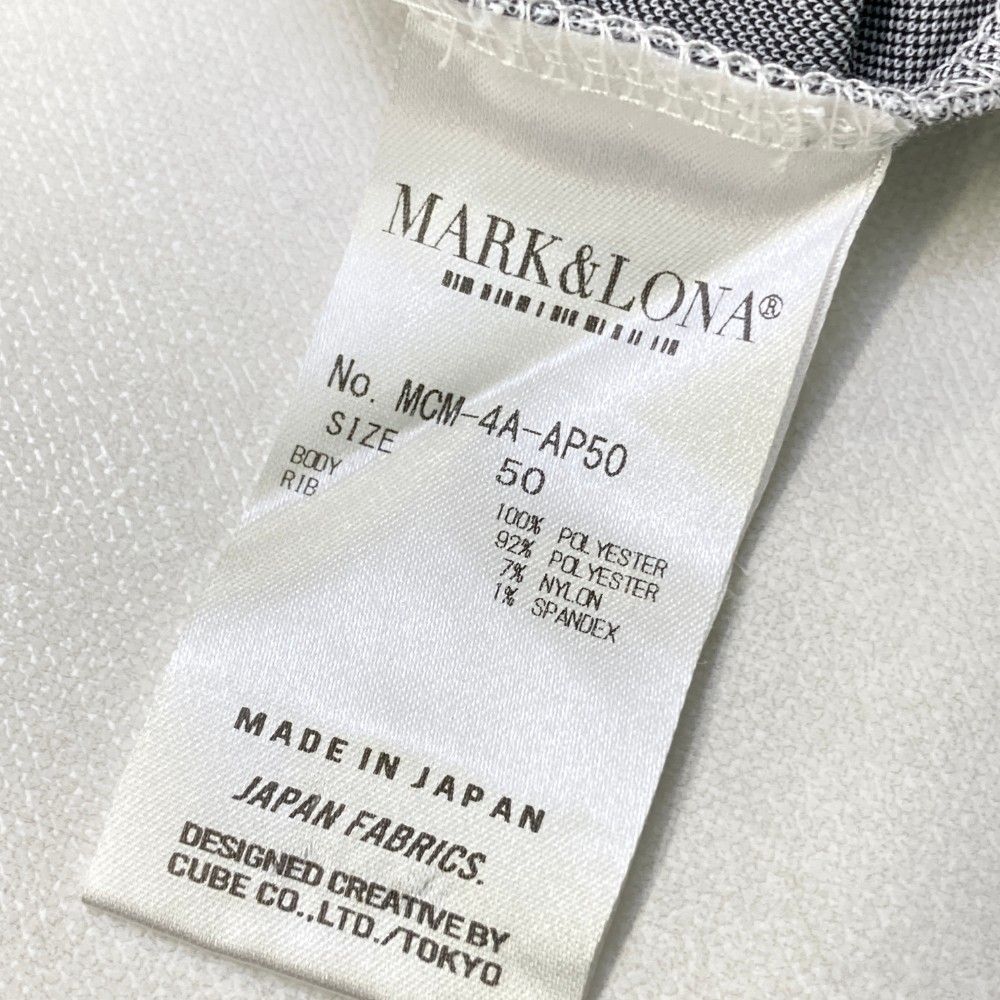 MARK&LONA®
No. MCM-4A-AP50
SIZE 50
BODY 100% POLYESTER
RIB 92% POLYESTER
7% NYLON
1% SPANDEX
MADE IN JAPAN
JAPAN FABRICS.
DESIGNED CREATIVE BY
CUBE CO.,LTD./TOKYO